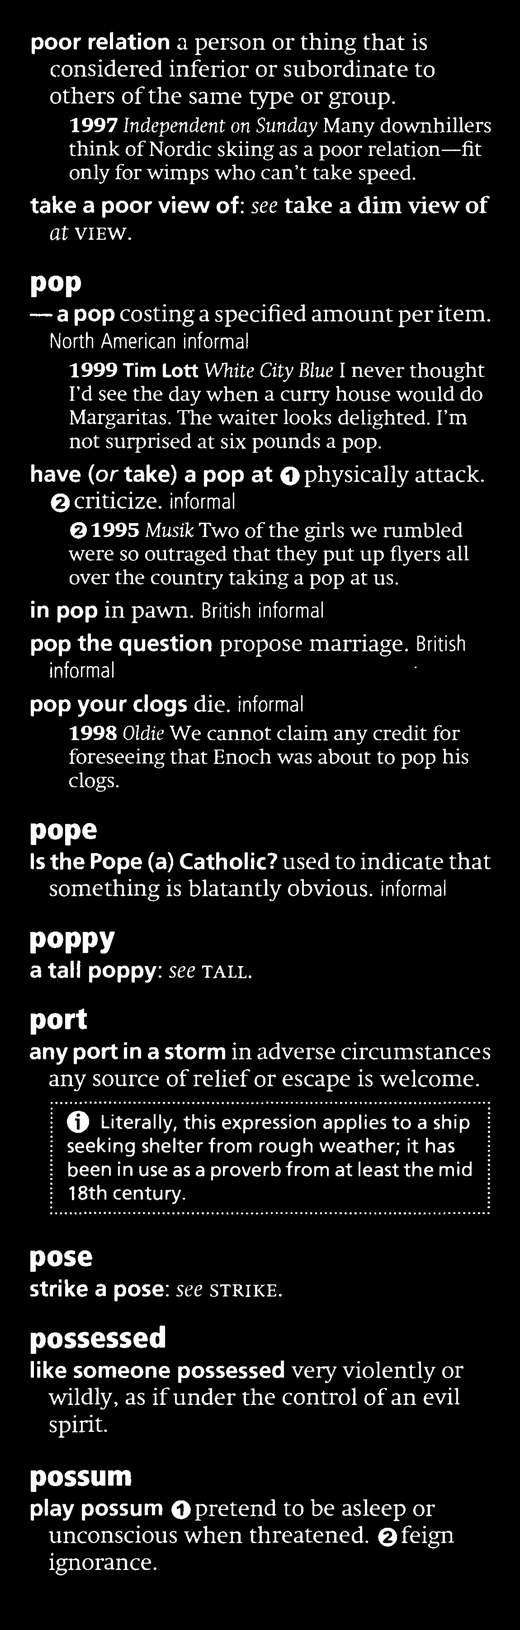 poor relation a person or thing that is
considered inferior or subordinate to
others of the same type or group.
1997 Independent on Sunday Many downhillers
think of Nordic skiing as a poor relation—fit
only for wimps who can't take speed.
take a poor view of: see take a dim view of
at VIEW.
pop
— a pop costing a specified amount per item.
North American informal
1999 Tim Lott White City Blue I never thought
I'd see the day when a curry house would do
Margaritas. The waiter looks delighted. I'm
not surprised at six pounds a pop.
have (or take) a pop at ❶ physically attack.
❷ criticize. informal
❷ 1995 Musik Two of the girls we rumbled
were so outraged that they put up flyers all
over the country taking a pop at us.
in pop in pawn. British informal
pop the question propose marriage. British
informal
pop your clogs die. informal
1998 Oldie We cannot claim any credit for
foreseeing that Enoch was about to pop his
clogs.
pope
Is the Pope (a) Catholic? used to indicate that
something is blatantly obvious. informal
poppy
a tall poppy: see TALL.
port
any port in a storm in adverse circumstances
any source of relief or escape is welcome.
i Literally, this expression applies to a ship
seeking shelter from rough weather; it has
been in use as a proverb from at least the mid
18th century.
pose
strike a pose: see STRIKE.
possessed
like someone possessed very violently or
wildly, as if under the control of an evil
spirit.
possum
play possum ❶ pretend to be asleep or
unconscious when threatened. ❷ feign
ignorance.